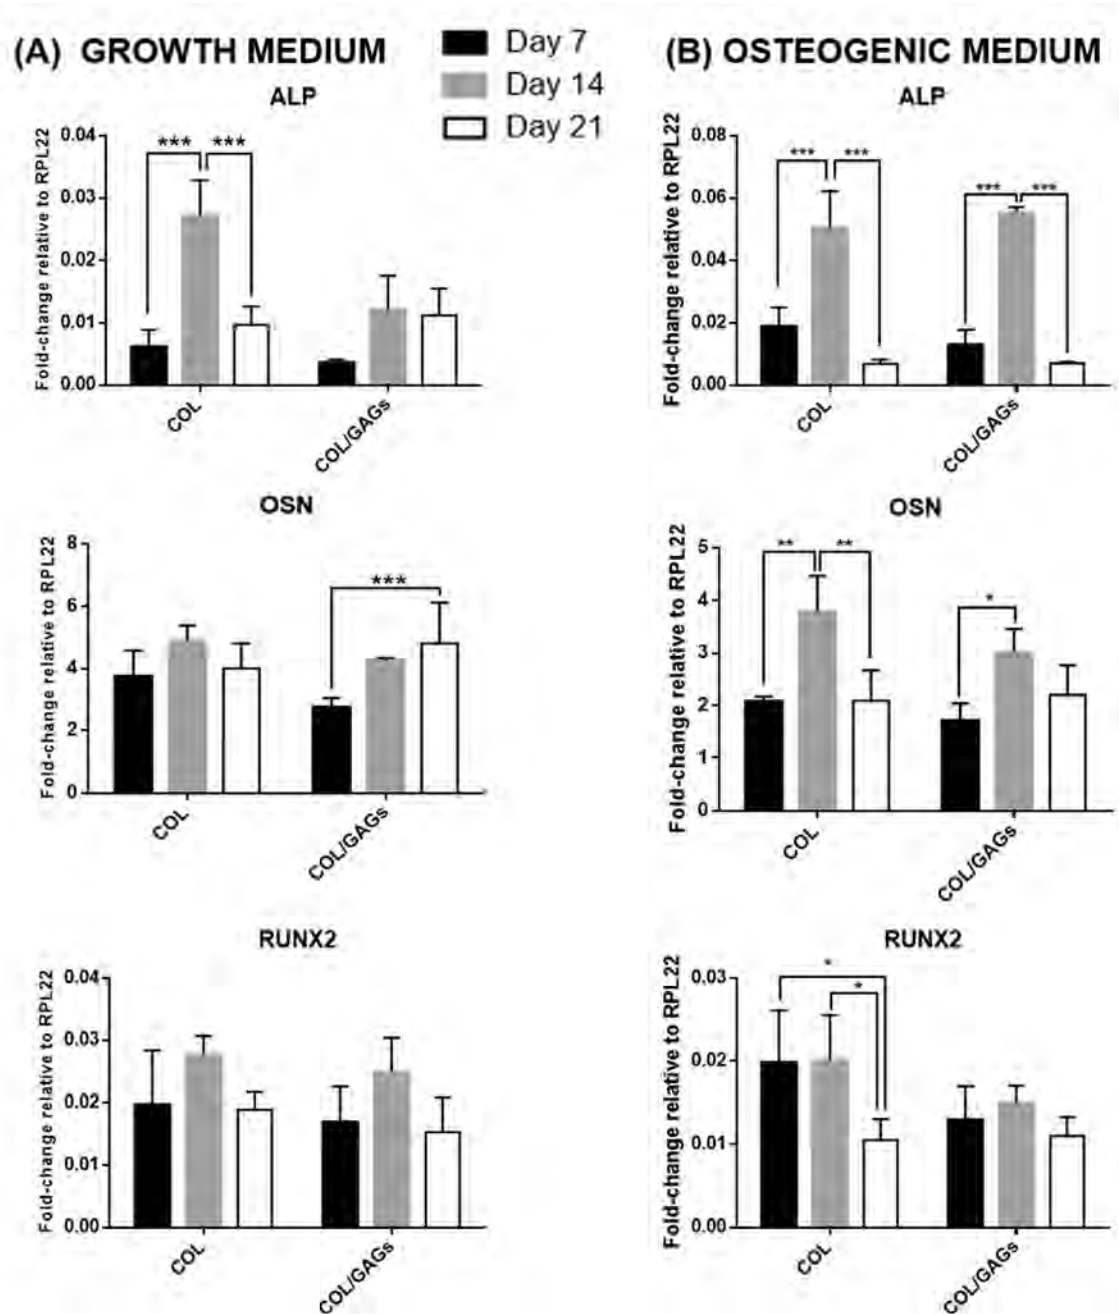 (A) GROWTH MEDIUM
Day 7
Day 14
Day 21
(B) OSTEOGENIC MEDIUM
ALP
Fold-change relative to RPL22
0.04
0.03
0.02
0.01
0.00
*** ***
COL
COL/GAGs
ALP
Fold-change relative to RPL22
0.08
0.06
0.04
0.02
0.00
*** ***
*** ***
COL
COL/GAGs
OSN
Fold-change relative to RPL22
8
6
4
2
0
***
COL
COL/GAGs
OSN
Fold-change relative to RPL22
5
4
3
2
1
0
** **
*
COL
COL/GAGs
RUNX2
Fold-change relative to RPL22
0.04
0.03
0.02
0.01
0.00
COL
COL/GAGs
RUNX2
Fold-change relative to RPL22
0.03
0.02
0.01
0.00
*
*
COL
COL/GAGs